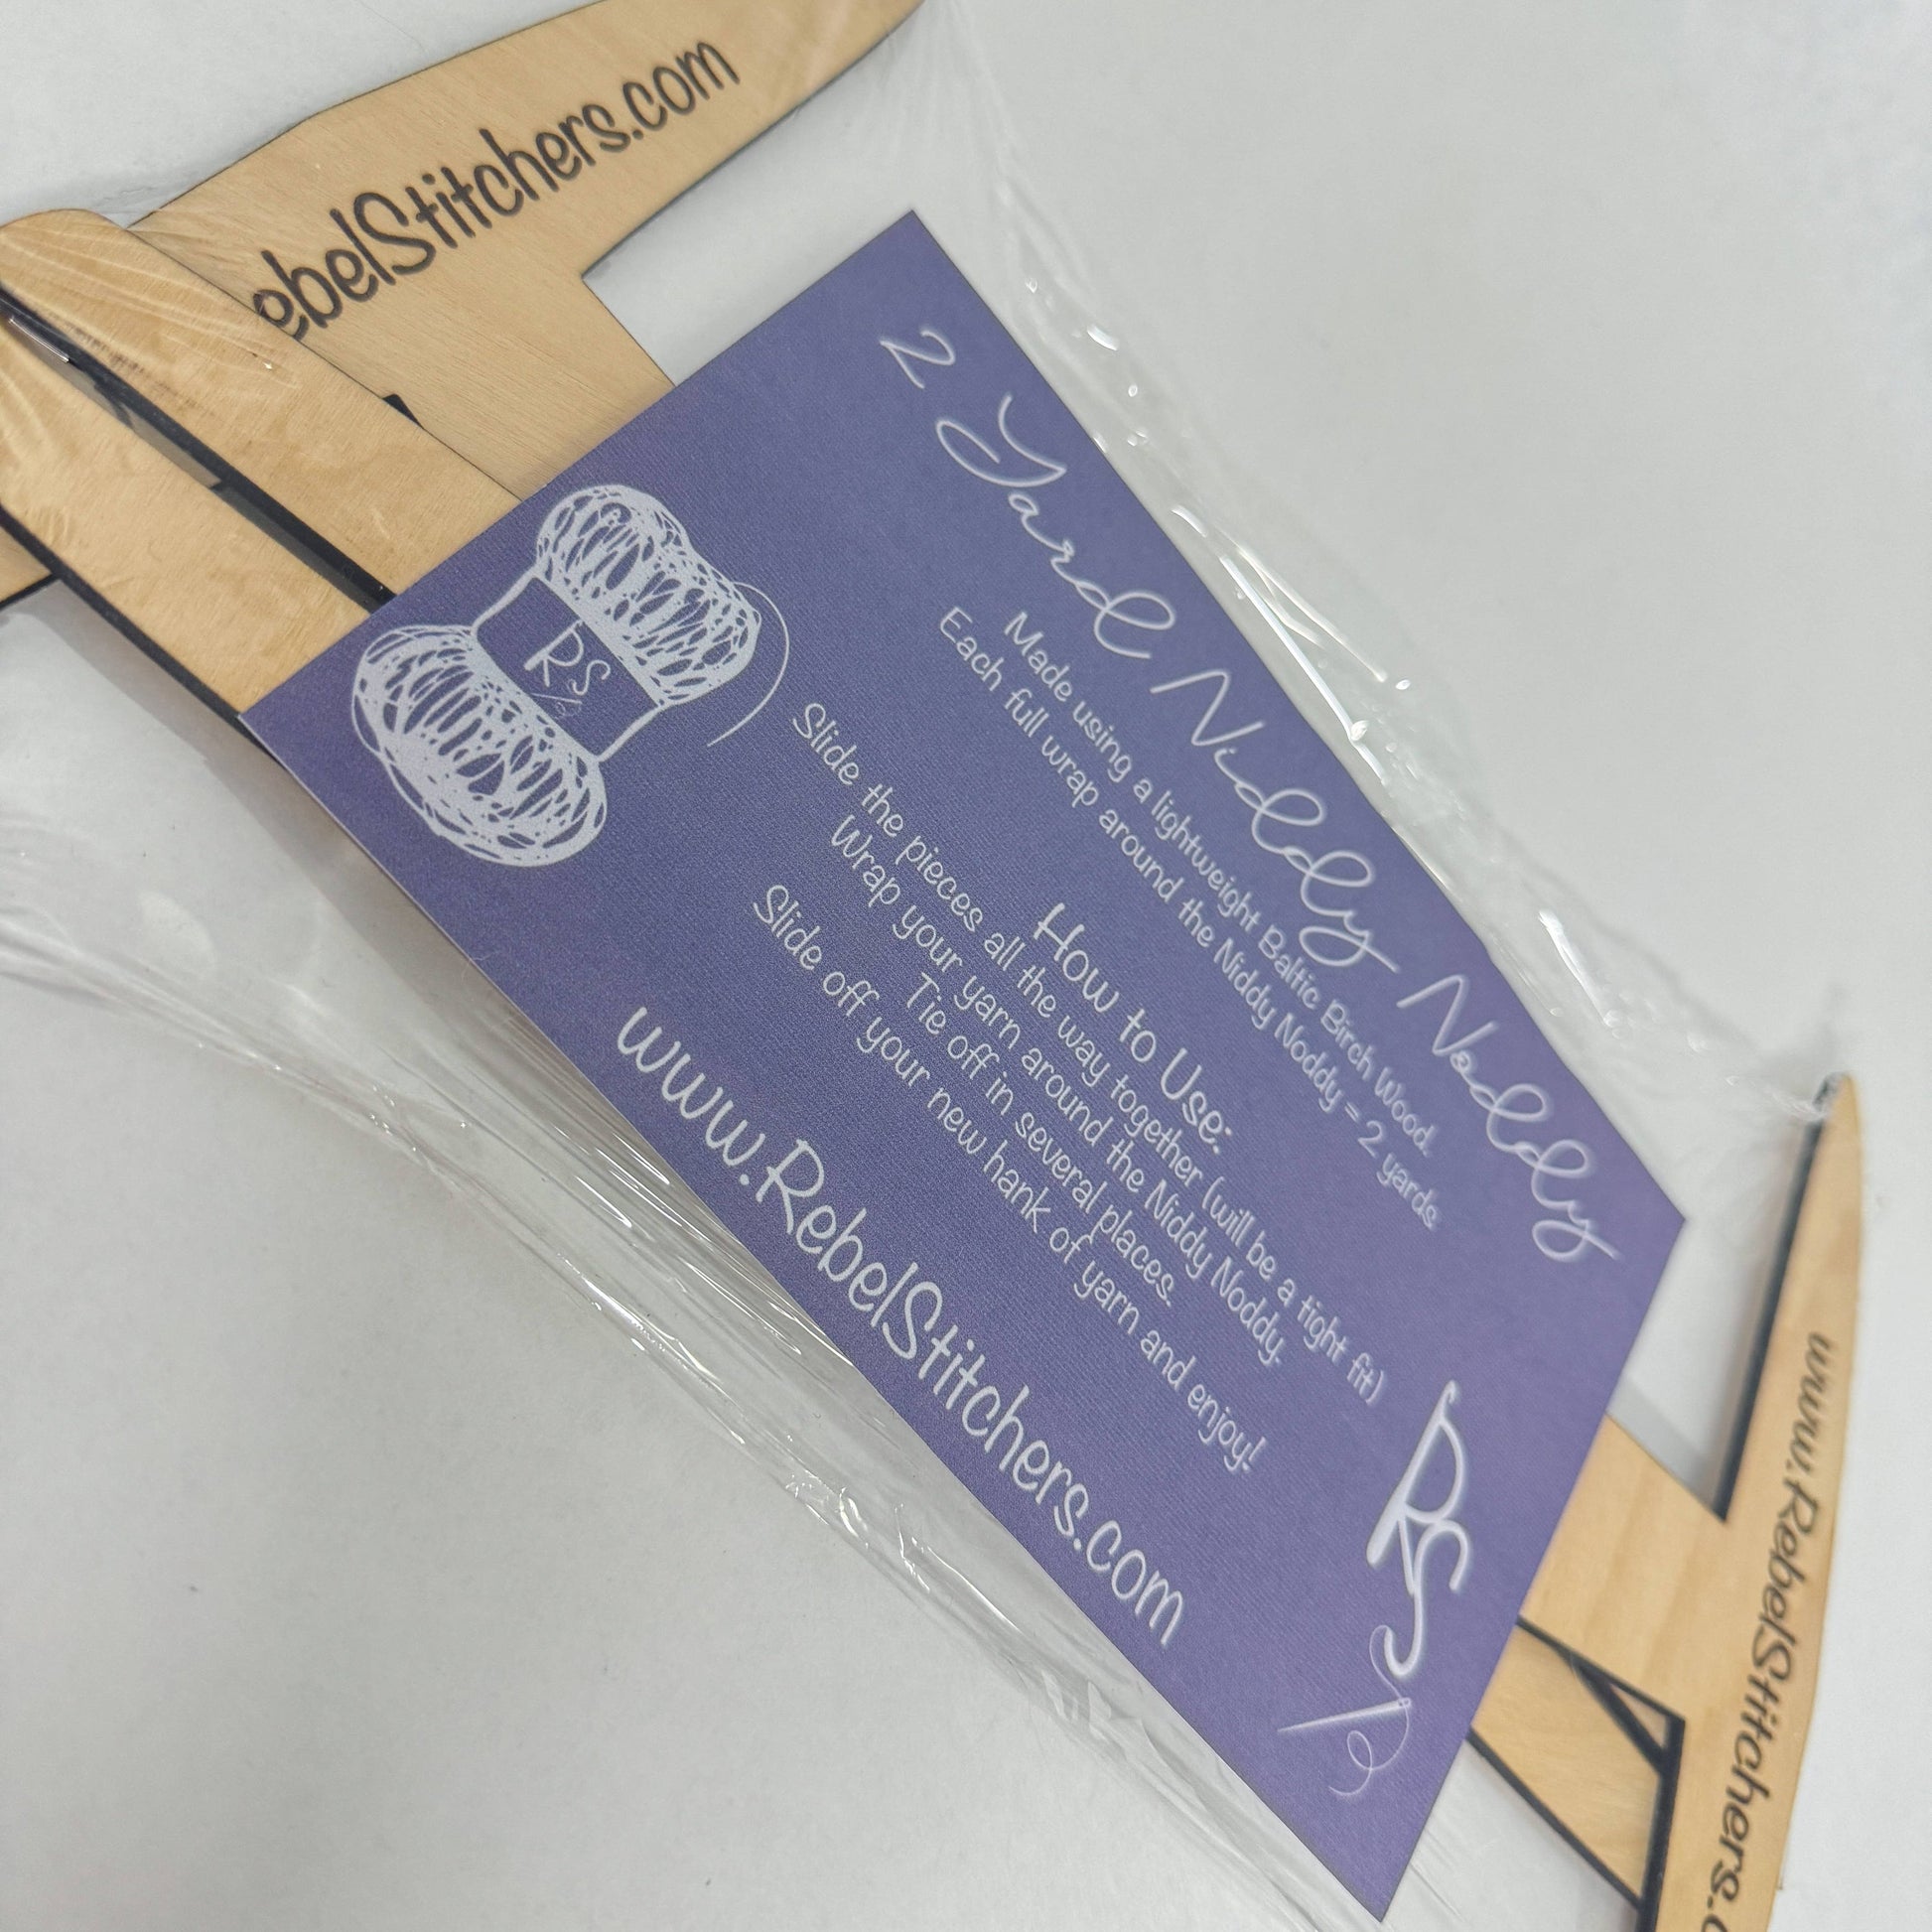 ebelStitchers.com
2 Yard Niddy Noddy
Made using a lightweight Baltic Birch Wood.
Each full wrap around the Niddy Noddy = 2 yards.
How to Use:
Slide the pieces all the way together (will be a tight fit)
Wrap your yarn around the Niddy Noddy.
Tie off in several places.
Slide off your new hank of yarn and enjoy!
www.RebelStitchers.com
RS
RS
www.RebelStitchers.c